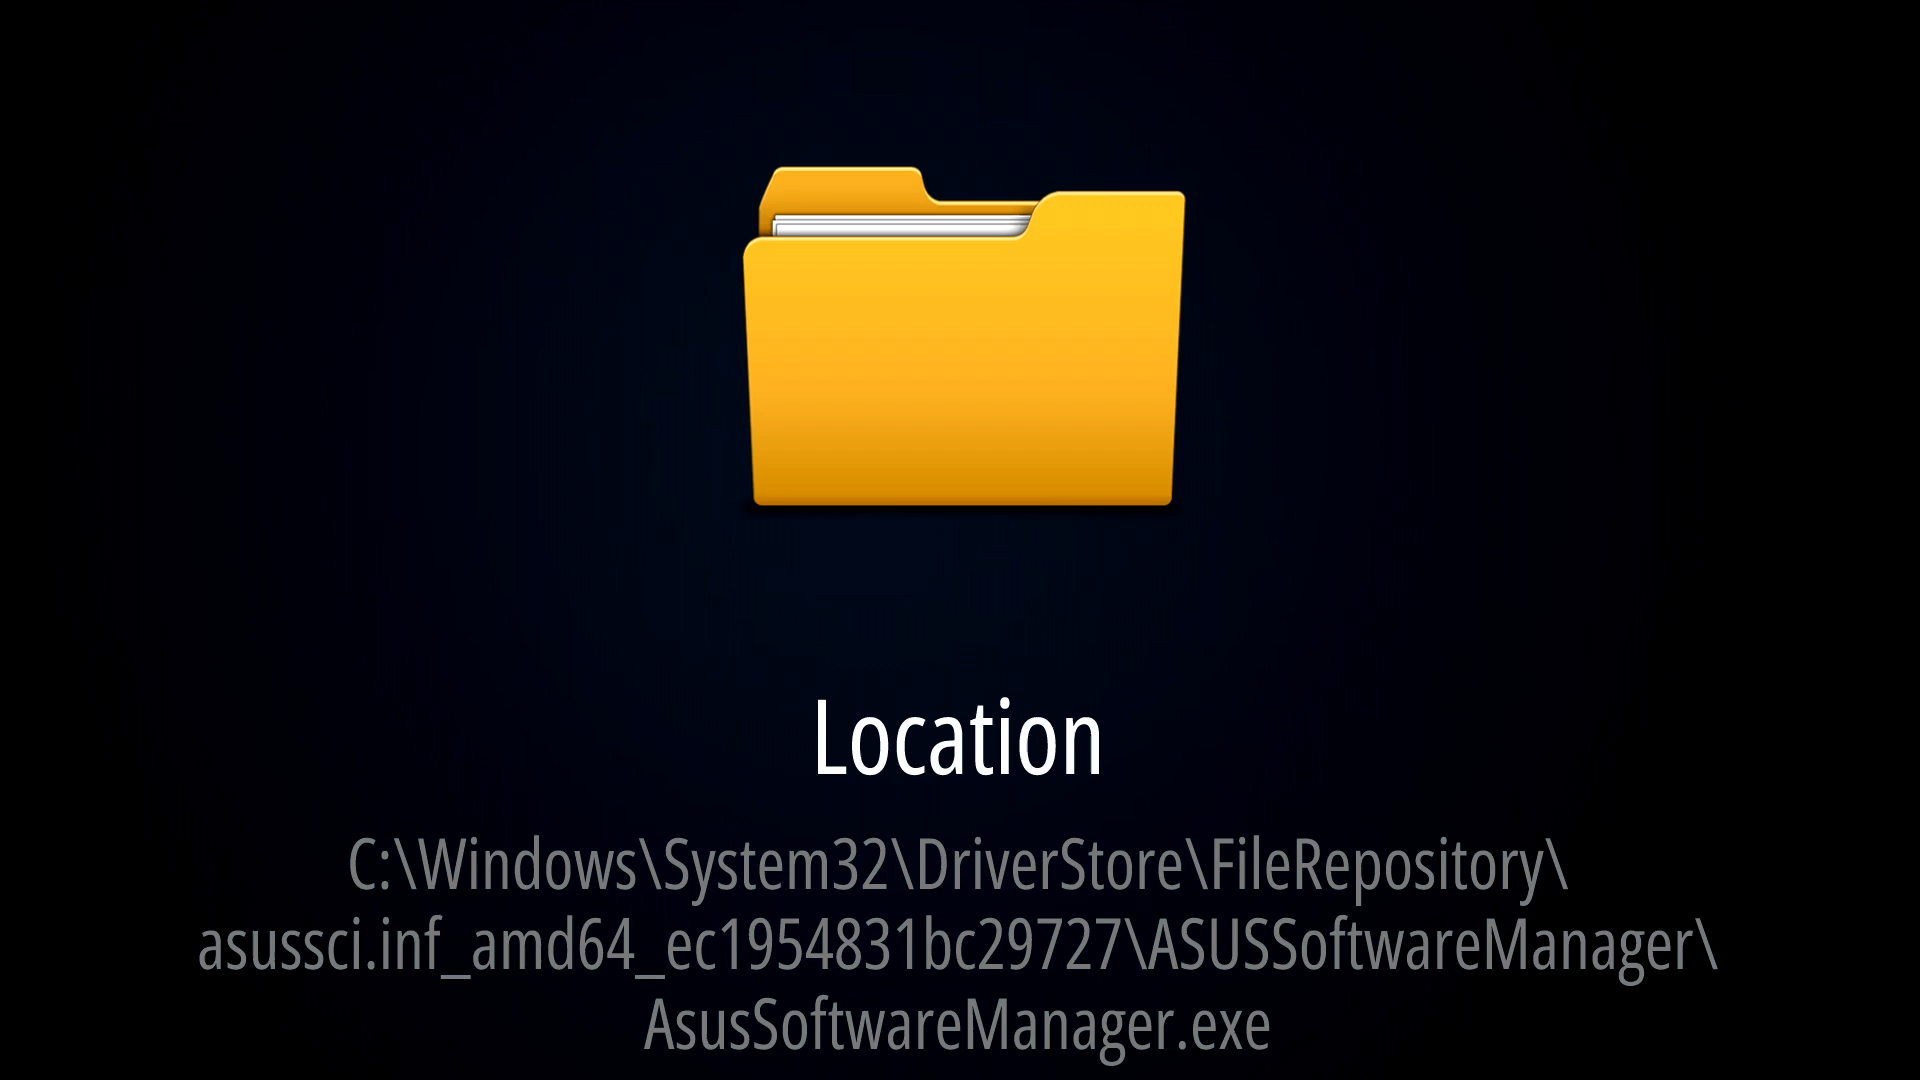 Location
C:\Windows\System32\DriverStore\FileRepository\
asussci.inf_amd64_ec1954831bc29727\ASUSSoftwareManager\
AsusSoftwareManager.exe